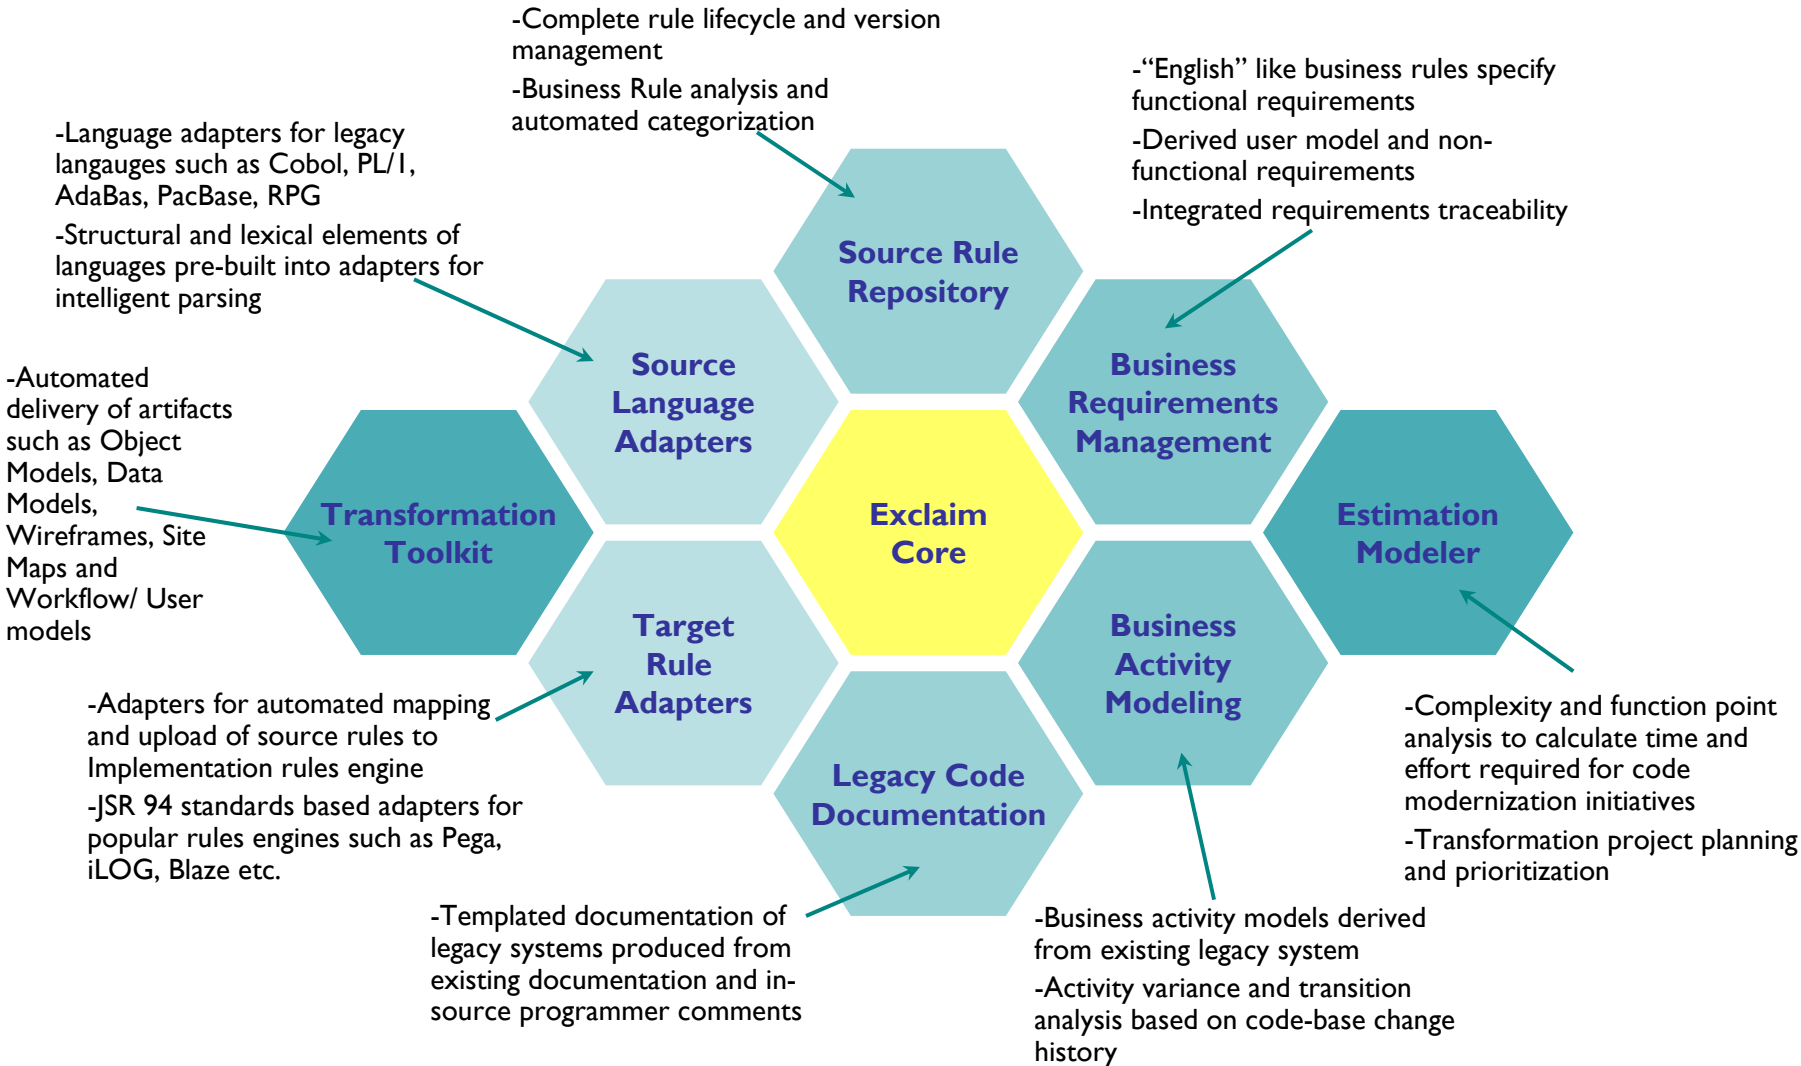 -Complete rule lifecycle and version
management
-Business Rule analysis and
automated categorization
-“English” like business rules specify
functional requirements
-Derived user model and non-
functional requirements
-Integrated requirements traceability
-Language adapters for legacy
langauges such as Cobol, PL/1,
AdaBas, PacBase, RPG
-Structural and lexical elements of
languages pre-built into adapters for
intelligent parsing
Source Rule
Repository
Source
Language
Adapters
Business
Requirements
Management
-Automated
delivery of artifacts
such as Object
Models, Data
Models,
Wireframes, Site
Maps and
Workflow/ User
models
Transformation
Toolkit
Exclaim
Core
Estimation
Modeler
Target
Rule
Adapters
Business
Activity
Modeling
Legacy Code
Documentation
-Adapters for automated mapping
and upload of source rules to
Implementation rules engine
-JSR 94 standards based adapters for
popular rules engines such as Pega,
iLOG, Blaze etc.
-Complexity and function point
analysis to calculate time and
effort required for code
modernization initiatives
-Transformation project planning
and prioritization
-Templated documentation of
legacy systems produced from
existing documentation and in-
source programmer comments
-Business activity models derived
from existing legacy system
-Activity variance and transition
analysis based on code-base change
history